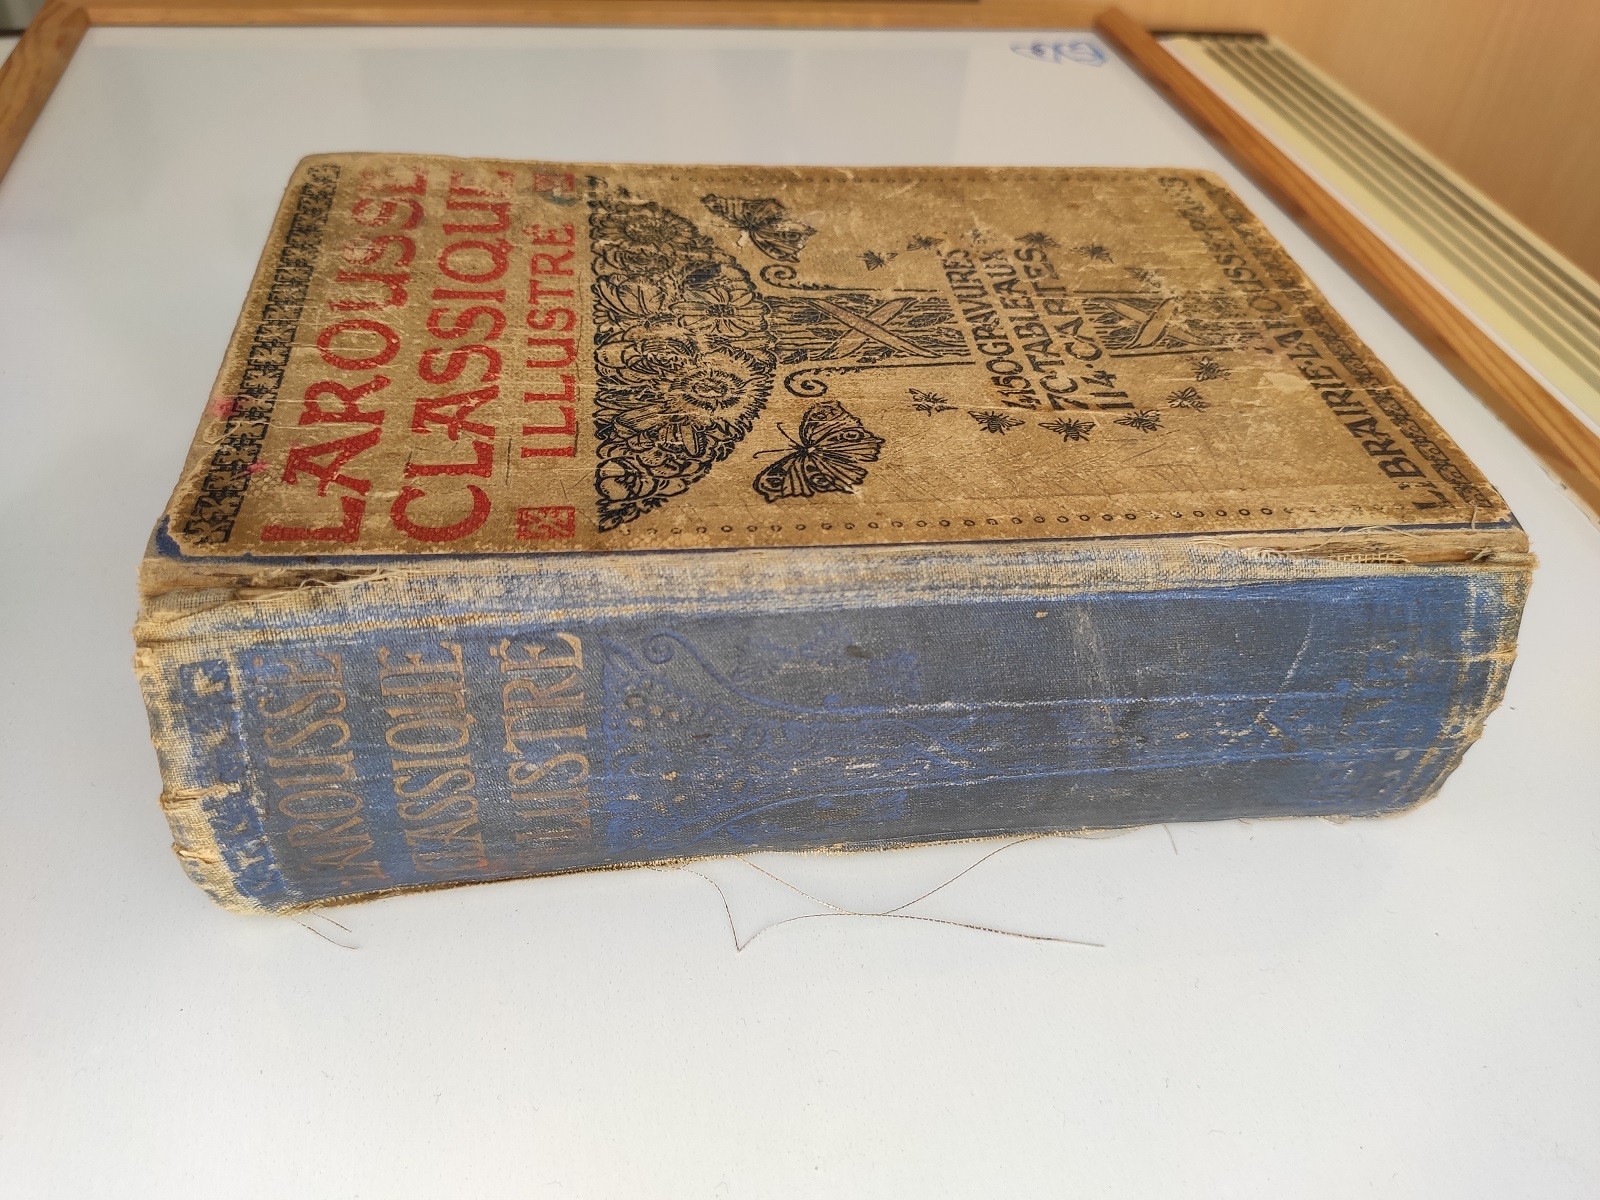 LAROUSSE
CLASSIQUE
ILLUSTRÉ
4150 GRAVURES
70 TABLEAUX
114 CARTES
LIBRAIRIE LAROUSSE PARIS
LAROUSSE
CLASSIQUE
ILLUSTRÉ